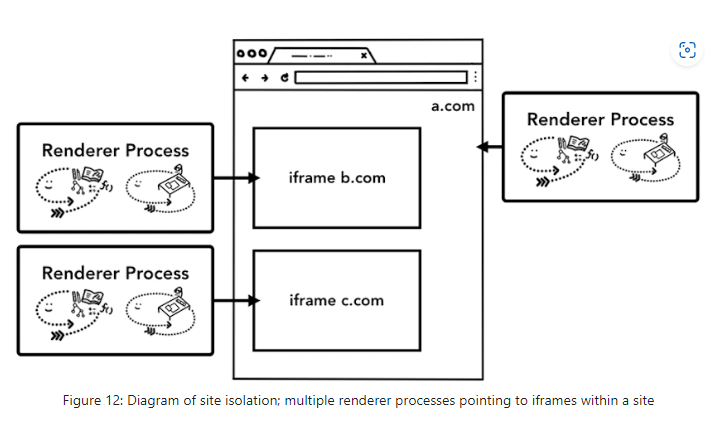 a.com
Renderer Process
f()
Renderer Process
f()
iframe b.com
Renderer Process
f()
iframe c.com
Figure 12: Diagram of site isolation; multiple renderer processes pointing to iframes within a site